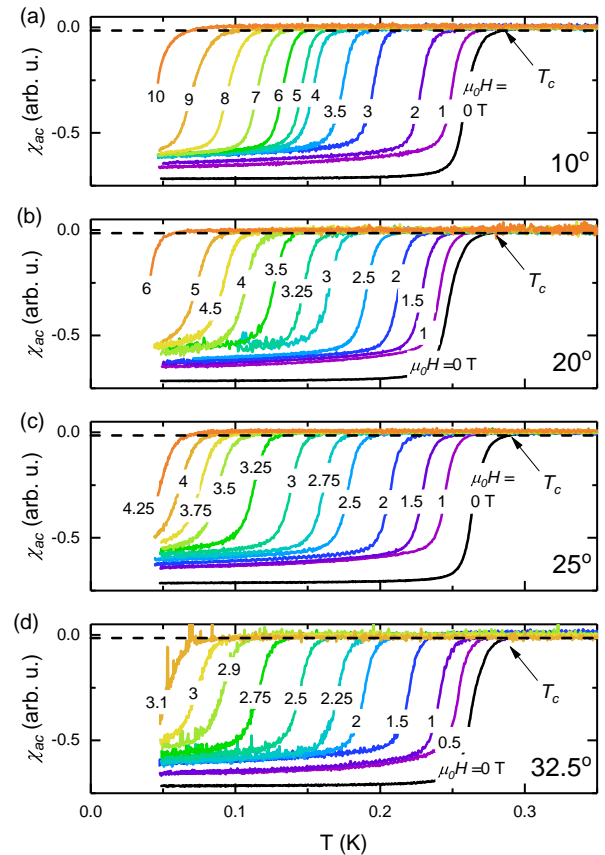 (a)
0.0
-0.5
χac (arb. u.)
10 9 8 7 6 5 4 3.5 3 2 1
μ0H=
0 T
Tc
10º
(b)
0.0
-0.5
χac (arb. u.)
6 5 4.5 4 3.5 3.25 3 2.5 2 1.5 1
μ0H=0 T
Tc
20º
(c)
0.0
-0.5
χac (arb. u.)
4.25 4 3.75 3.5 3.25 3 2.75 2.5 2 1.5 1
μ0H=
0 T
Tc
25º
(d)
0.0
-0.5
χac (arb. u.)
3.1 3 2.9 2.75 2.5 2.25 2 1.5 1 0.5
μ0H=0 T
Tc
32.5º
0.0 0.1 0.2 0.3
T (K)